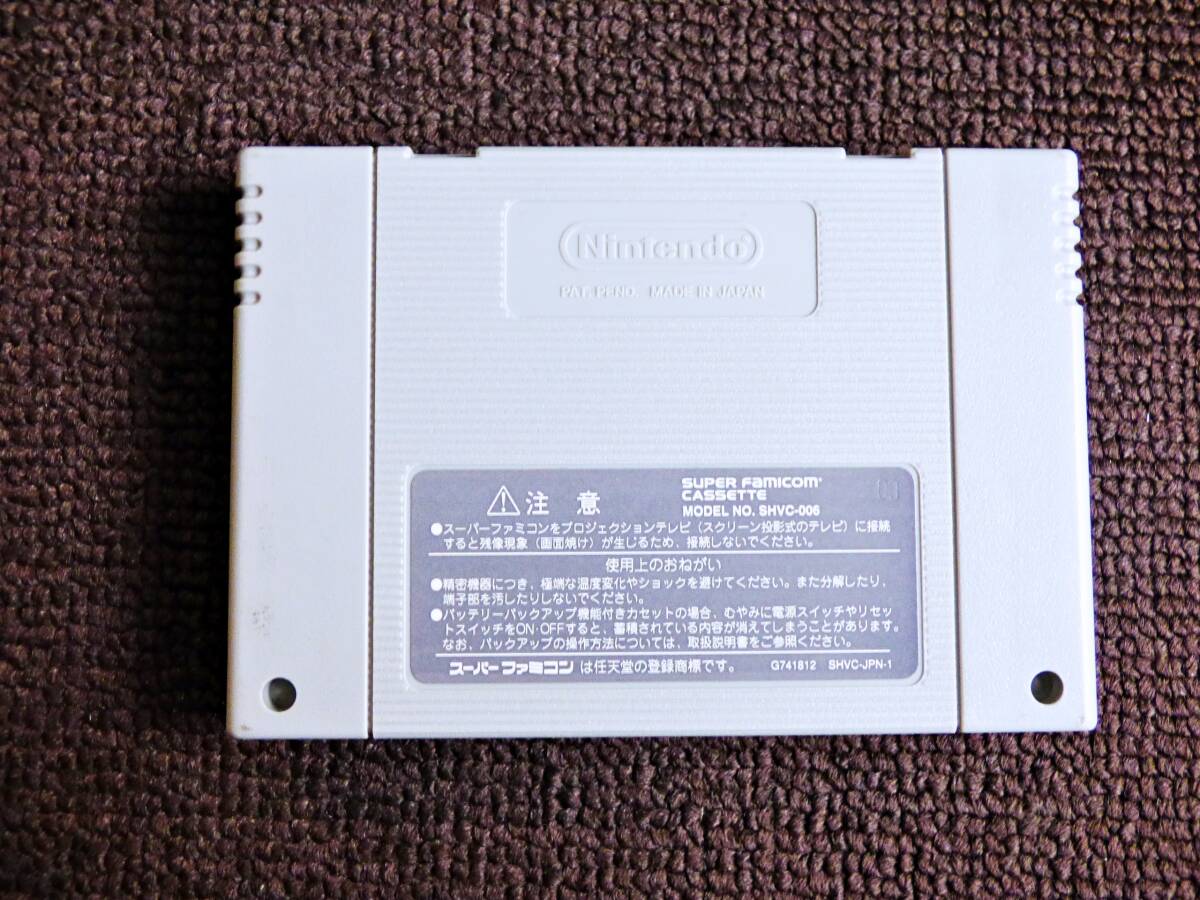 Nintendo
PAT. PEND. MADE IN JAPAN
注意
SUPER FAMICOM
CASSETTE
MODEL NO. SHVC-006
●スーパーファミコンをプロジェクションテレビ（スクリーン投影式のテレビ）に接続
すると残像現象（画面焼け）が生じるため、接続しないでください。
使用上のおねがい
●精密機器につき、極端な温度変化やショックを避けてください。また分解したり、
端子部を汚したりしないでください。
●バッテリーバックアップ機能付きカセットの場合、むやみに電源スイッチやリセッ
トスイッチをON・OFFすると、蓄積されている内容が消えてしまうことがあります。
なお、バックアップの操作方法については、取扱説明書をご参照ください。
スーパーファミコンは任天堂の登録商標です。 G741812 SHVC-JPN-1